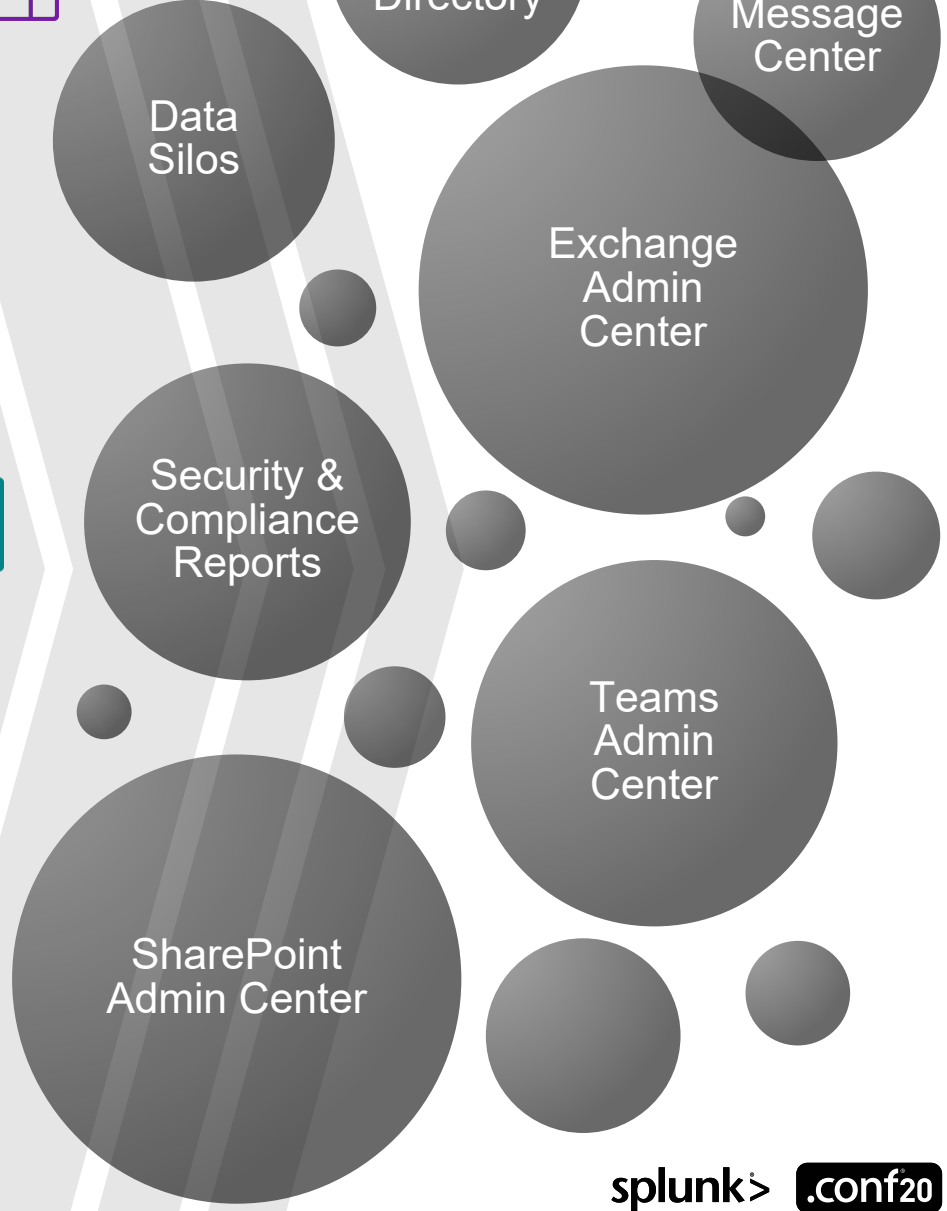 Directory
Message
Center
Data
Silos
Exchange
Admin
Center
Security &
Compliance
Reports
Teams
Admin
Center
SharePoint
Admin Center
splunk> .conf20